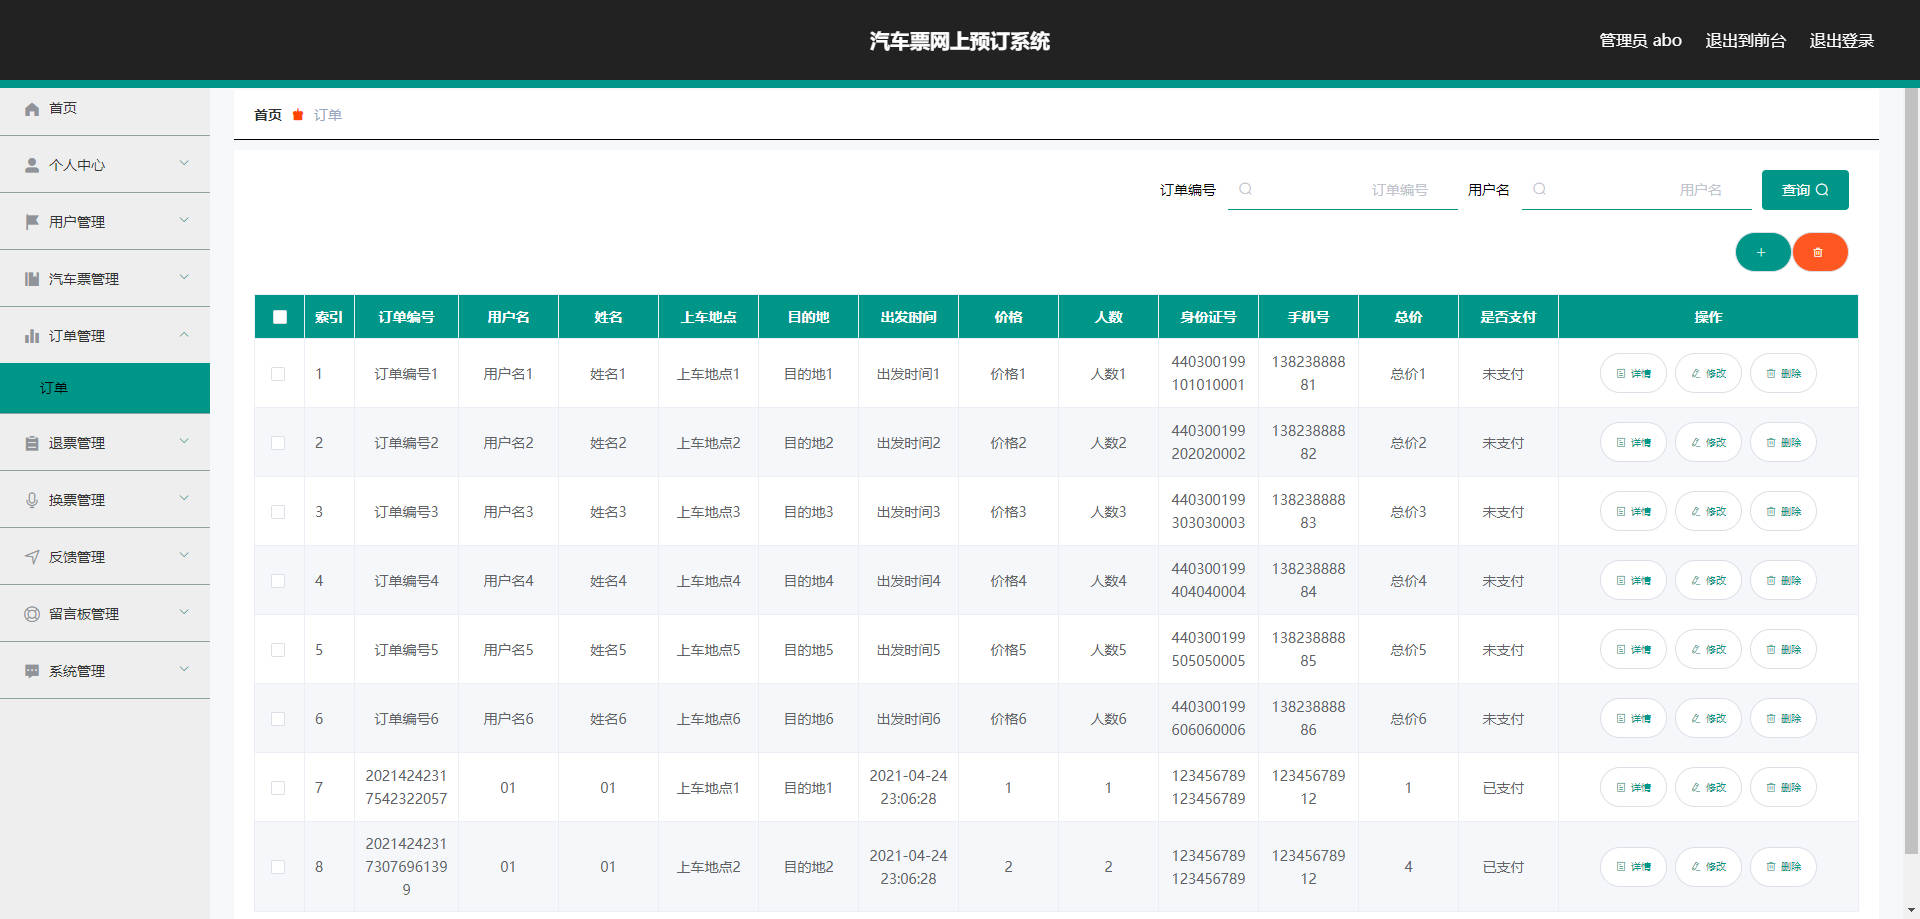 汽车票网上预订系统
管理员 abo 退出到前台 退出登录
首页
个人中心
用户管理
汽车票管理
订单管理
订单
退票管理
换票管理
反馈管理
留言板管理
系统管理
首页 订单
订单编号 订单编号 用户名 用户名 查询
索引 订单编号 用户名 姓名 上车地点 目的地 出发时间 价格 人数 身份证号 手机号 总价 是否支付 操作
1 订单编号1 用户名1 姓名1 上车地点1 目的地1 出发时间1 价格1 人数1 440300199101010001 13823888881 总价1 未支付 详情 修改 删除
2 订单编号2 用户名2 姓名2 上车地点2 目的地2 出发时间2 价格2 人数2 440300199202020002 13823888882 总价2 未支付 详情 修改 删除
3 订单编号3 用户名3 姓名3 上车地点3 目的地3 出发时间3 价格3 人数3 440300199303030003 13823888883 总价3 未支付 详情 修改 删除
4 订单编号4 用户名4 姓名4 上车地点4 目的地4 出发时间4 价格4 人数4 440300199404040004 13823888884 总价4 未支付 详情 修改 删除
5 订单编号5 用户名5 姓名5 上车地点5 目的地5 出发时间5 价格5 人数5 440300199505050005 13823888885 总价5 未支付 详情 修改 删除
6 订单编号6 用户名6 姓名6 上车地点6 目的地6 出发时间6 价格6 人数6 440300199606060006 13823888886 总价6 未支付 详情 修改 删除
7 20214242317542322057 01 01 上车地点1 目的地1 2021-04-24 23:06:28 1 1 123456789123456789 12345678912 1 已支付 详情 修改 删除
8 202142423173076961399 01 01 上车地点2 目的地2 2021-04-24 23:06:28 2 2 123456789123456789 12345678912 4 已支付 详情 修改 删除